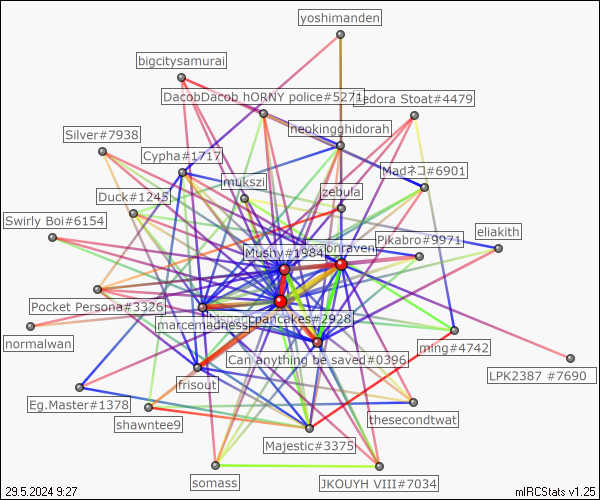 yoshimanden
bigcitysamurai
DacobDacob hORNY police#5271
edora Stoat#4479
Silver#7938
neokingghidorah
Cypha#1717
Madネコ#6901
mukszi
zebula
Duck#1245
Swirly Boi#6154
eliakith
Pikabro#9971
Mushy#1984
onraven
Pocket Persona#3326
marcemadness
cpancakes#2928
normalwan
Can anything be saved#0396
ming#4742
frisout
LPK2387 #7690
Eg.Master#1378
shawntee9
thesecondtwat
Majestic#3375
somass
JKOUYH VIII#7034
29.5.2024 9:27
mIRCStats v1.25